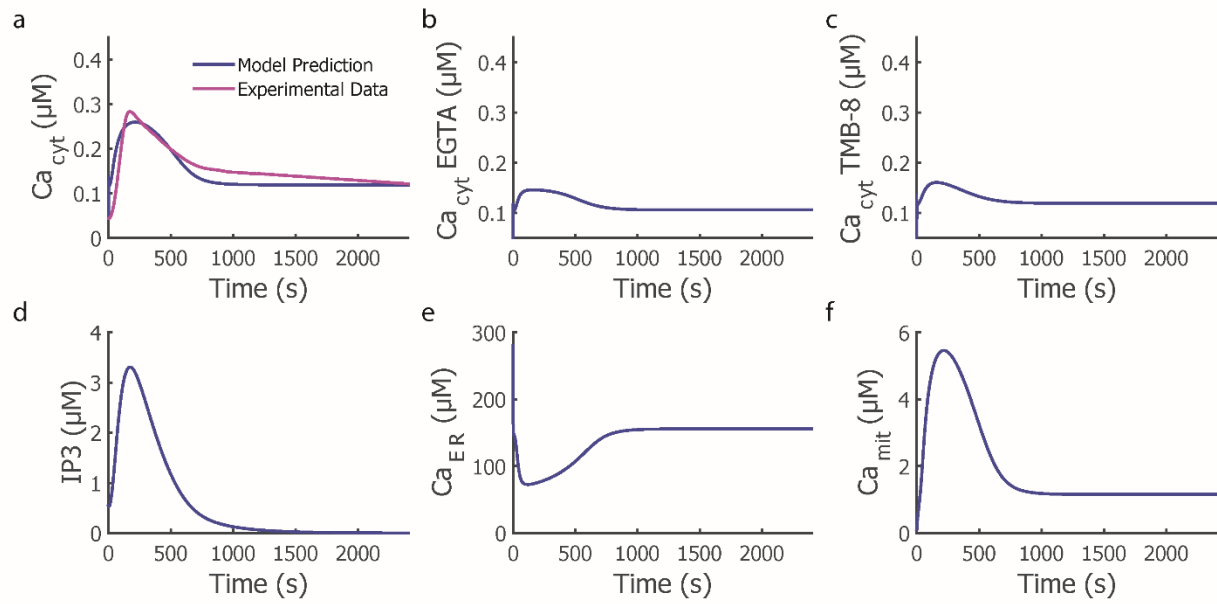 a
Ca cyt (µM)
0.4
0.3
0.2
0.1
0
Model Prediction
Experimental Data
0 500 1000 1500 2000
Time (s)
b
Ca cyt EGTA (µM)
0.4
0.3
0.2
0.1
0 500 1000 1500 2000
Time (s)
c
Ca cyt TMB-8 (µM)
0.4
0.3
0.2
0.1
0 500 1000 1500 2000
Time (s)
d
IP3 (µM)
4
3
2
1
0
0 500 1000 1500 2000
Time (s)
e
Ca ER (µM)
300
200
100
0
0 500 1000 1500 2000
Time (s)
f
Ca mit (µM)
6
4
2
0
0 500 1000 1500 2000
Time (s)